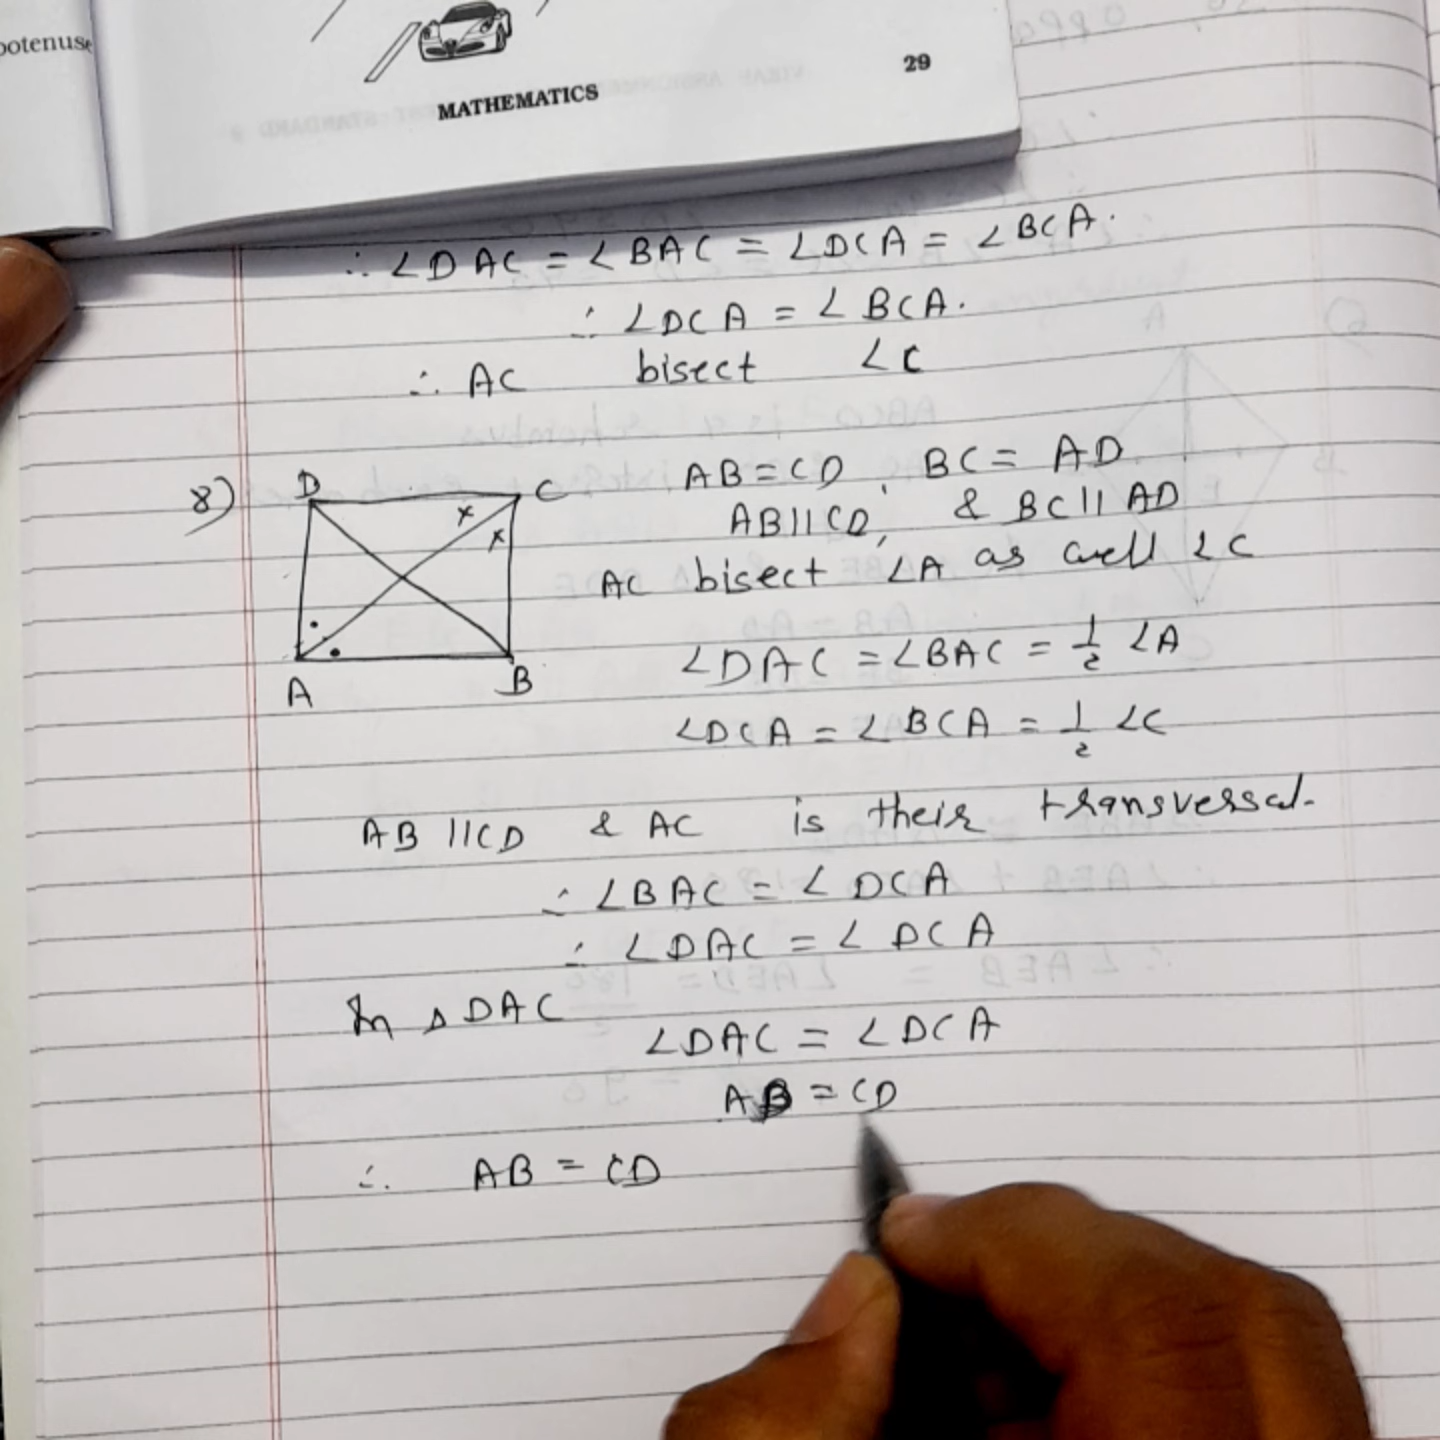 potenuse
29
MATHEMATICS
∴ ∠DAC = ∠BAC = ∠DCA = ∠BCA.
∴ ∠DCA = ∠BCA.
∴ AC bisect ∠C
8) D C A B
AB = CD, BC = AD
AB || CD, & BC || AD
AC bisect ∠A as well ∠C
∠DAC = ∠BAC = 1/2 ∠A
∠DCA = ∠BCA = 1/2 ∠C
AB || CD & AC is their transversal.
∴ ∠BAC = ∠DCA
∴ ∠DAC = ∠DCA
In △DAC
∠DAC = ∠DCA
AB = CD
∴ AB = CD